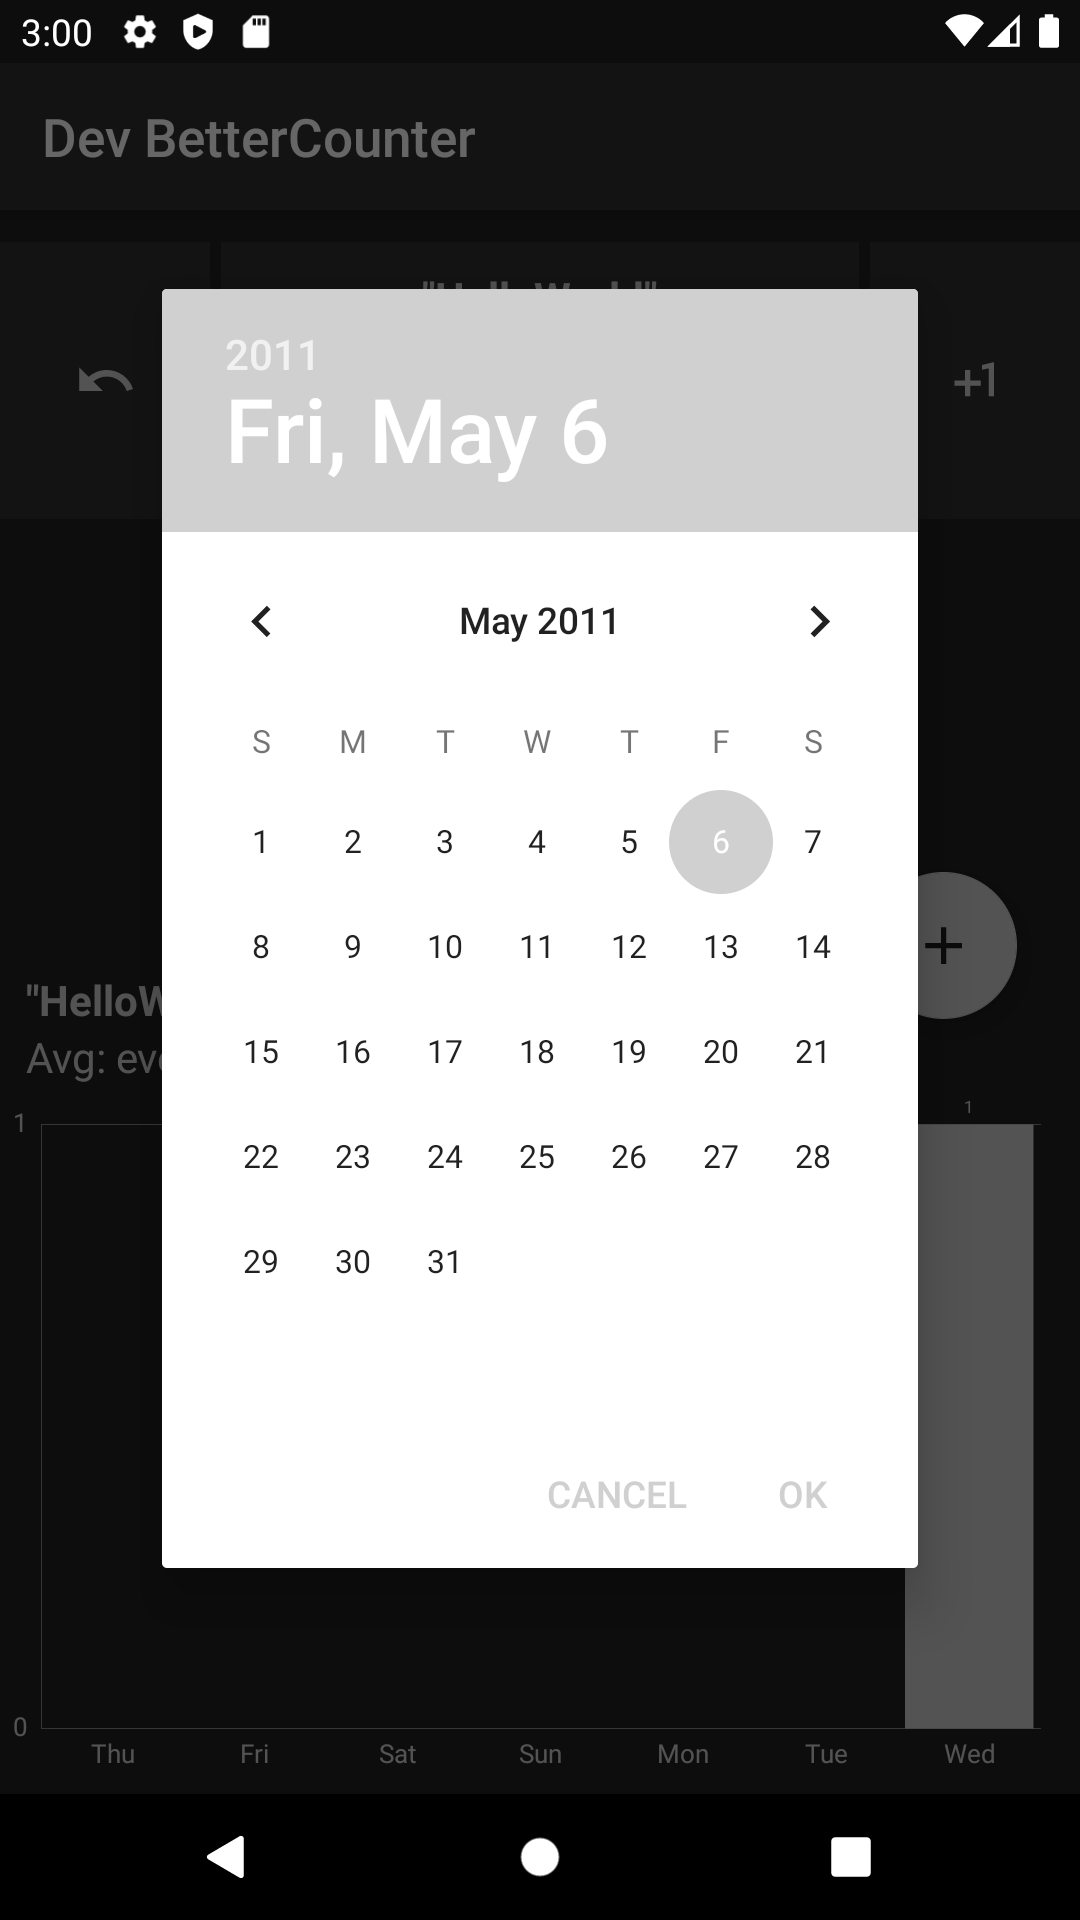 3:00
Dev BetterCounter
+1
2011
Fri, May 6
May 2011
S M T W T F S
1 2 3 4 5 6 7
8 9 10 11 12 13 14
15 16 17 18 19 20 21
22 23 24 25 26 27 28
29 30 31
"HelloW
Avg: eve
1
1
CANCEL OK
0
Thu Fri Sat Sun Mon Tue Wed